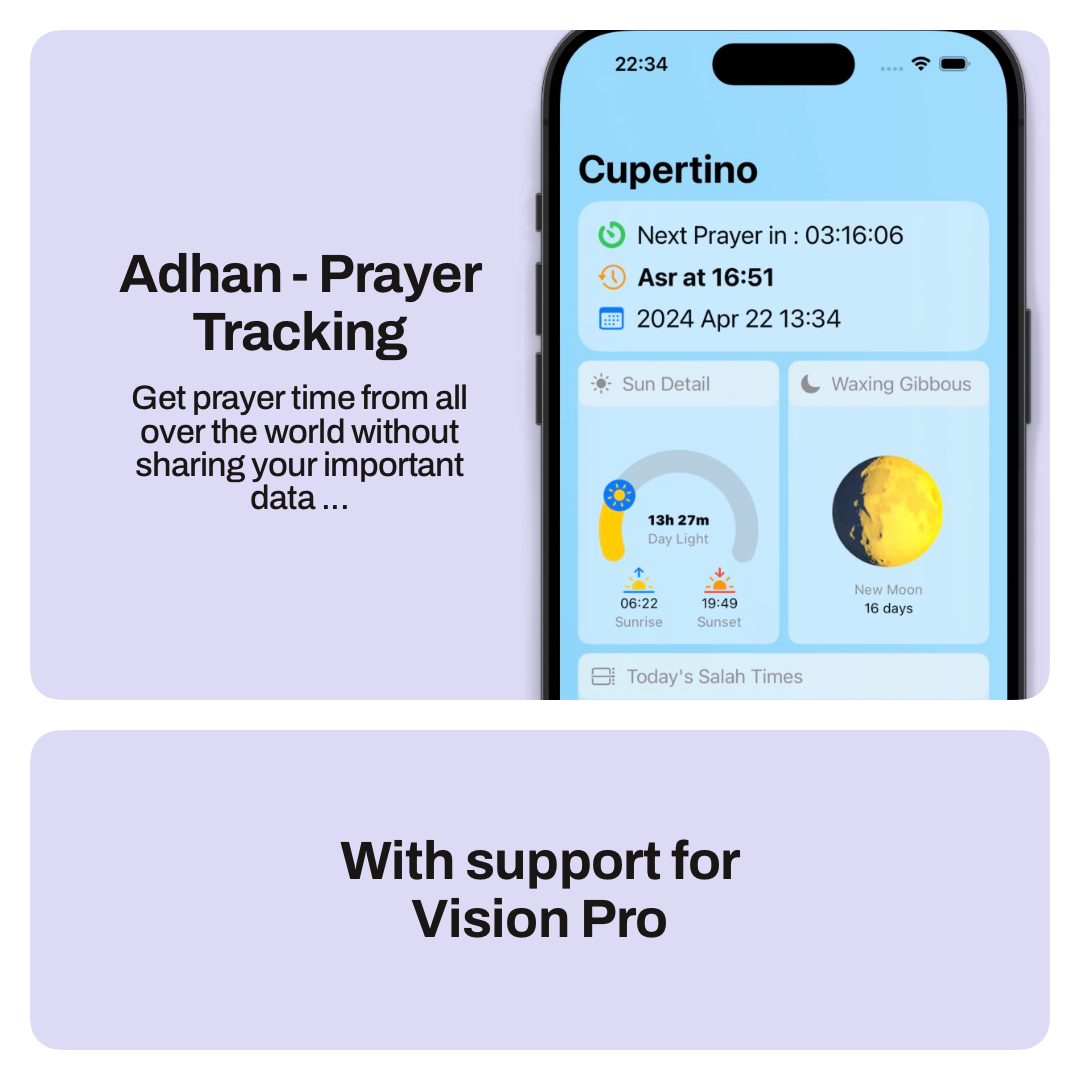 Adhan - Prayer
Tracking
Get prayer time from all
over the world without
sharing your important
data ...
22:34
Cupertino
Next Prayer in : 03:16:06
Asr at 16:51
2024 Apr 22 13:34
Sun Detail
13h 27m
Day Light
06:22
Sunrise
19:49
Sunset
Waxing Gibbous
New Moon
16 days
Today's Salah Times
With support for
Vision Pro